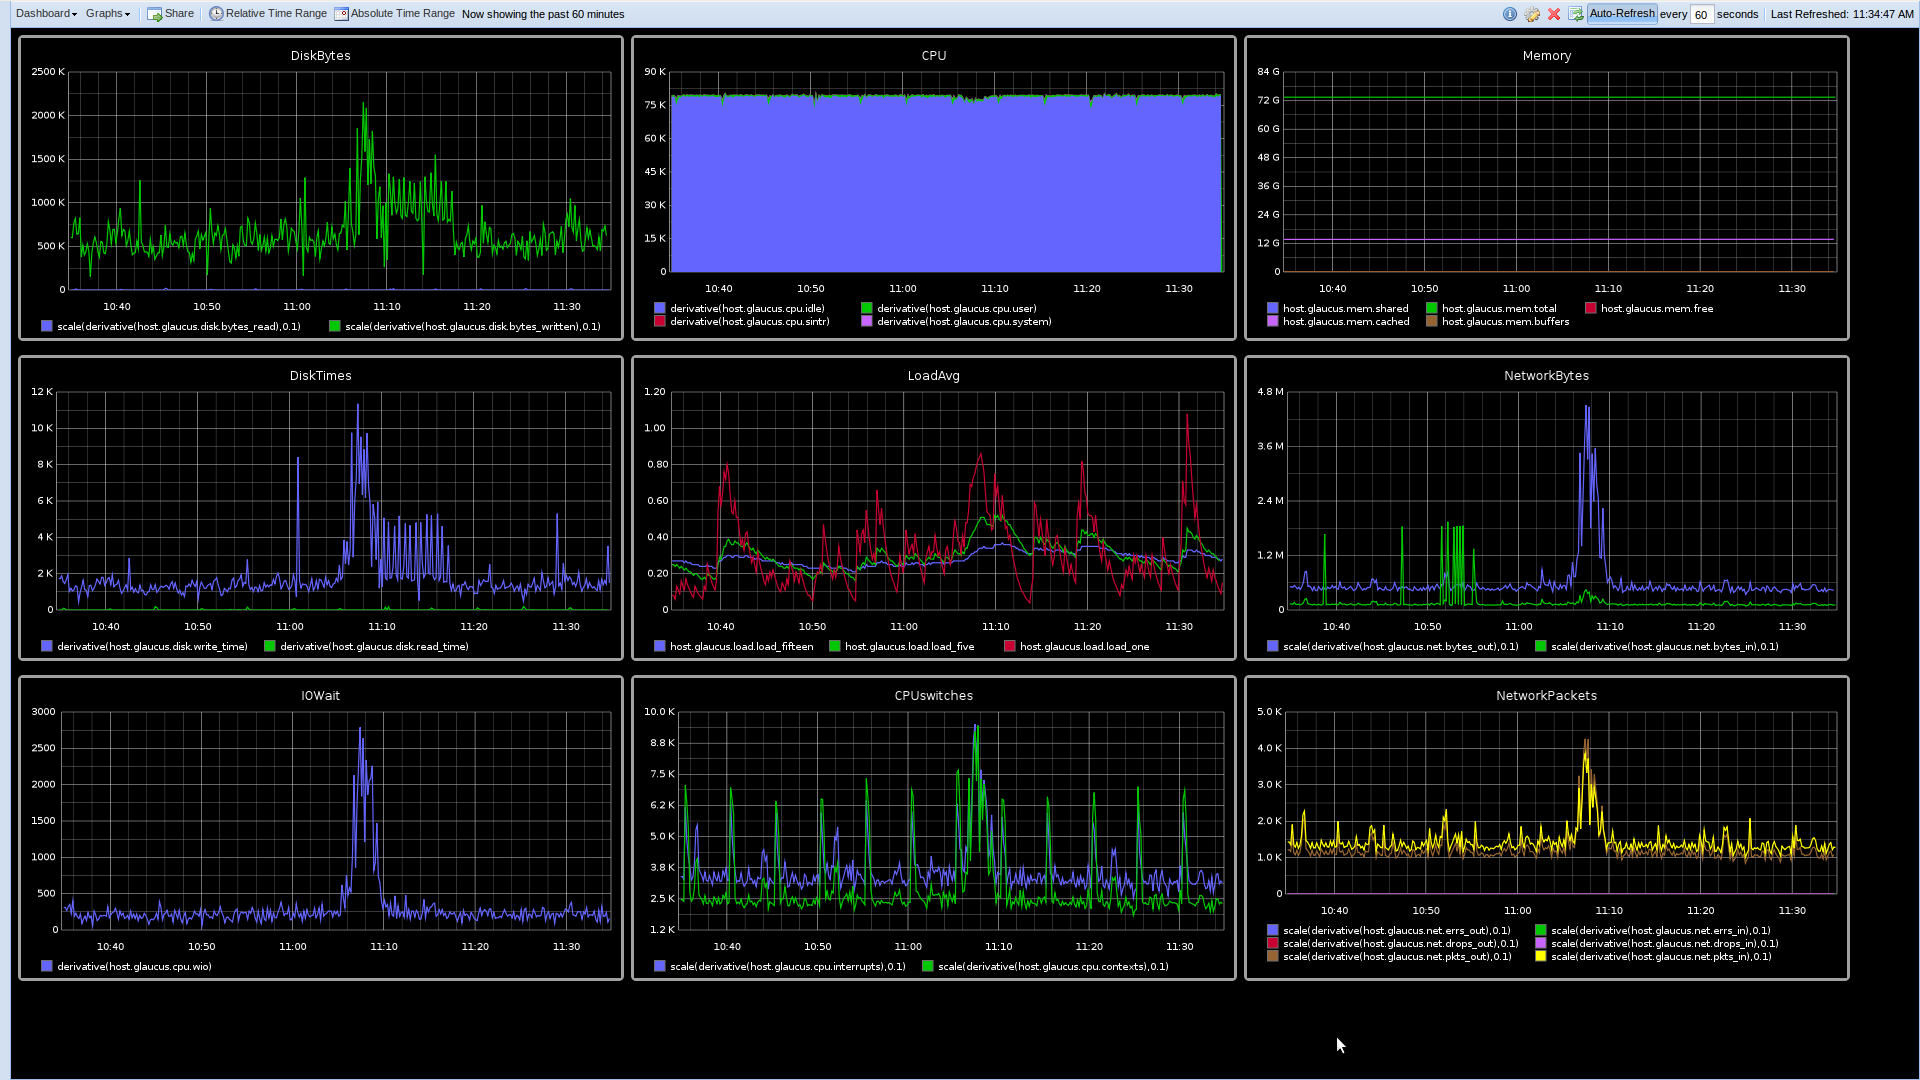 Dashboard Graphs Share Relative Time Range Absolute Time Range Now showing the past 60 minutes Auto-Refresh every 60 seconds Last Refreshed: 11:34:47 AM
DiskBytes
2500 K
2000 K
1500 K
1000 K
500 K
0
10:40 10:50 11:00 11:10 11:20 11:30
scale(derivative(host.glaucus.disk.bytes_read),0.1) scale(derivative(host.glaucus.disk.bytes_written),0.1)
CPU
90 K
75 K
60 K
45 K
30 K
15 K
0
10:40 10:50 11:00 11:10 11:20 11:30
derivative(host.glaucus.cpu.idle) derivative(host.glaucus.cpu.user)
derivative(host.glaucus.cpu.sintr) derivative(host.glaucus.cpu.system)
Memory
84 G
72 G
60 G
48 G
36 G
24 G
12 G
0
10:40 10:50 11:00 11:10 11:20 11:30
host.glaucus.mem.shared host.glaucus.mem.total host.glaucus.mem.free
host.glaucus.mem.cached host.glaucus.mem.buffers
DiskTimes
12 K
10 K
8 K
6 K
4 K
2 K
0
10:40 10:50 11:00 11:10 11:20 11:30
derivative(host.glaucus.disk.write_time) derivative(host.glaucus.disk.read_time)
LoadAvg
1.20
1.00
0.80
0.60
0.40
0.20
0
10:40 10:50 11:00 11:10 11:20 11:30
host.glaucus.load.load_fifteen host.glaucus.load.load_five host.glaucus.load.load_one
NetworkBytes
4.8 M
3.6 M
2.4 M
1.2 M
0
10:40 10:50 11:00 11:10 11:20 11:30
scale(derivative(host.glaucus.net.bytes_out),0.1) scale(derivative(host.glaucus.net.bytes_in),0.1)
IOWait
3000
2500
2000
1500
1000
500
0
10:40 10:50 11:00 11:10 11:20 11:30
derivative(host.glaucus.cpu.wio)
CPUswitches
10.0 K
8.8 K
7.5 K
6.2 K
5.0 K
3.8 K
2.5 K
1.2 K
10:40 10:50 11:00 11:10 11:20 11:30
scale(derivative(host.glaucus.cpu.interrupts),0.1) scale(derivative(host.glaucus.cpu.contexts),0.1)
NetworkPackets
5.0 K
4.0 K
3.0 K
2.0 K
1.0 K
0
10:40 10:50 11:00 11:10 11:20 11:30
scale(derivative(host.glaucus.net.errs_out),0.1) scale(derivative(host.glaucus.net.errs_in),0.1)
scale(derivative(host.glaucus.net.drops_out),0.1) scale(derivative(host.glaucus.net.drops_in),0.1)
scale(derivative(host.glaucus.net.pkts_out),0.1) scale(derivative(host.glaucus.net.pkts_in),0.1)